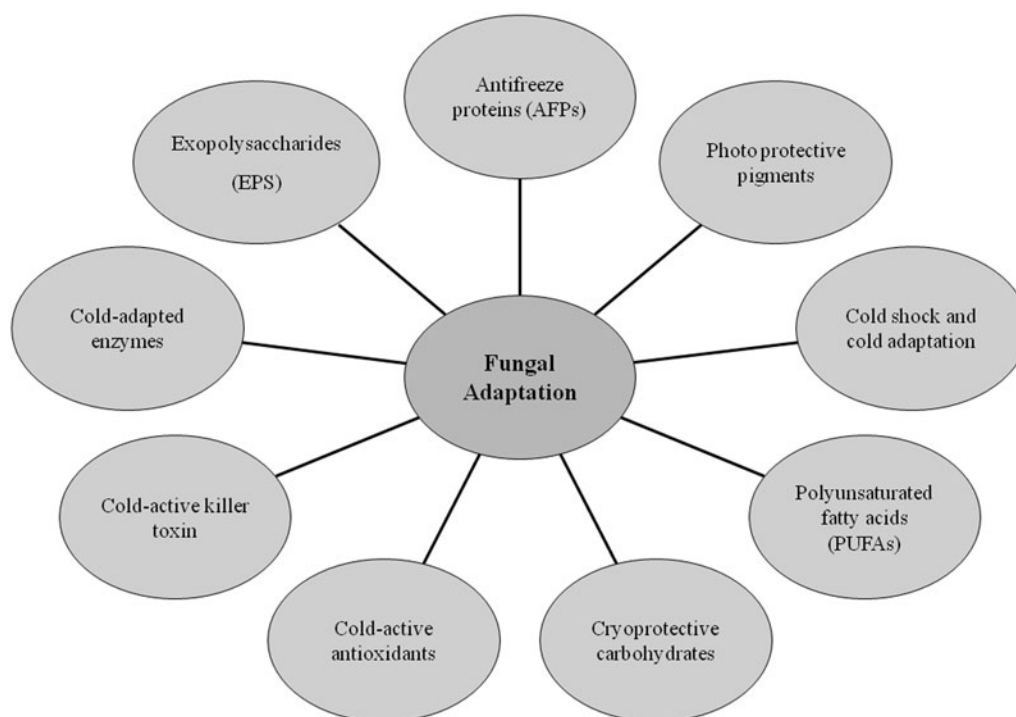 Antifreeze
proteins (AFPs)
Exopolysaccharides
(EPS)
Photo protective
pigments
Cold-adapted
enzymes
Cold shock and
cold adaptation
Fungal
Adaptation
Cold-active killer
toxin
Polyunsaturated
fatty acids
(PUFAs)
Cold-active
antioxidants
Cryoprotective
carbohydrates